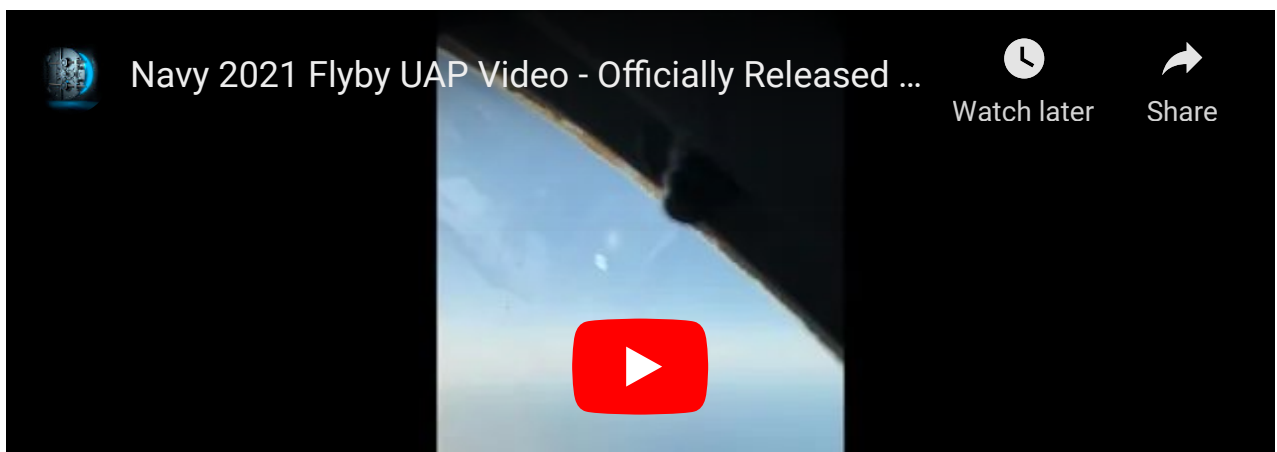 Navy 2021 Flyby UAP Video - Officially Released ...
Watch later
Share